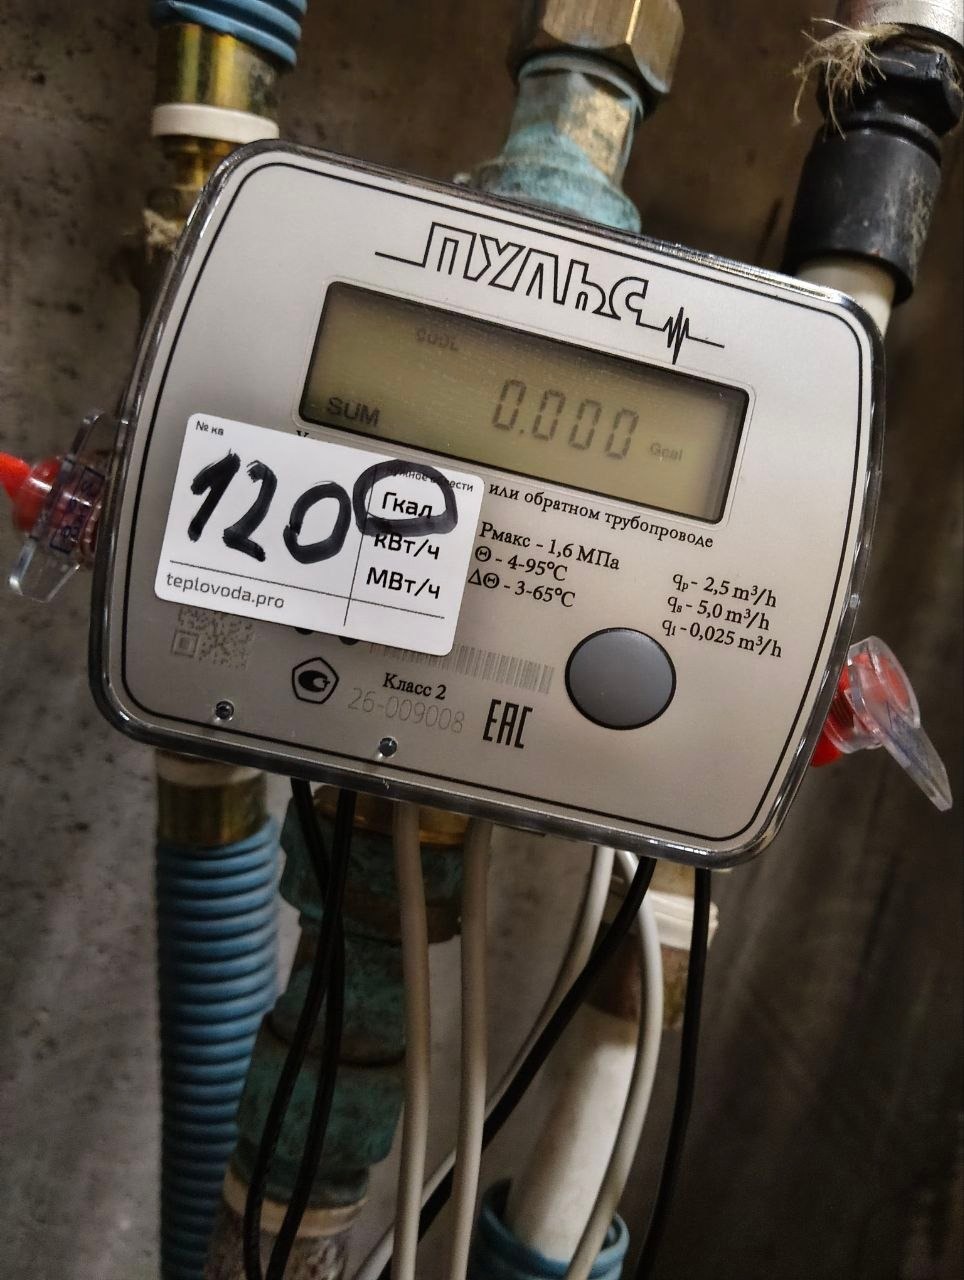 ПУЛЬС
COOL
SUM
0.000
Gcal
№ кв
120
Гкал
кВт/ч
МВт/ч
teplovoda.pro
или обратном трубопроводе
Рмакс - 1,6 МПа
Θ - 4-95°С
ΔΘ - 3-65°С
qp - 2,5 m³/h
qs - 5,0 m³/h
qi - 0,025 m³/h
Класс 2
26-009008
ЕАС